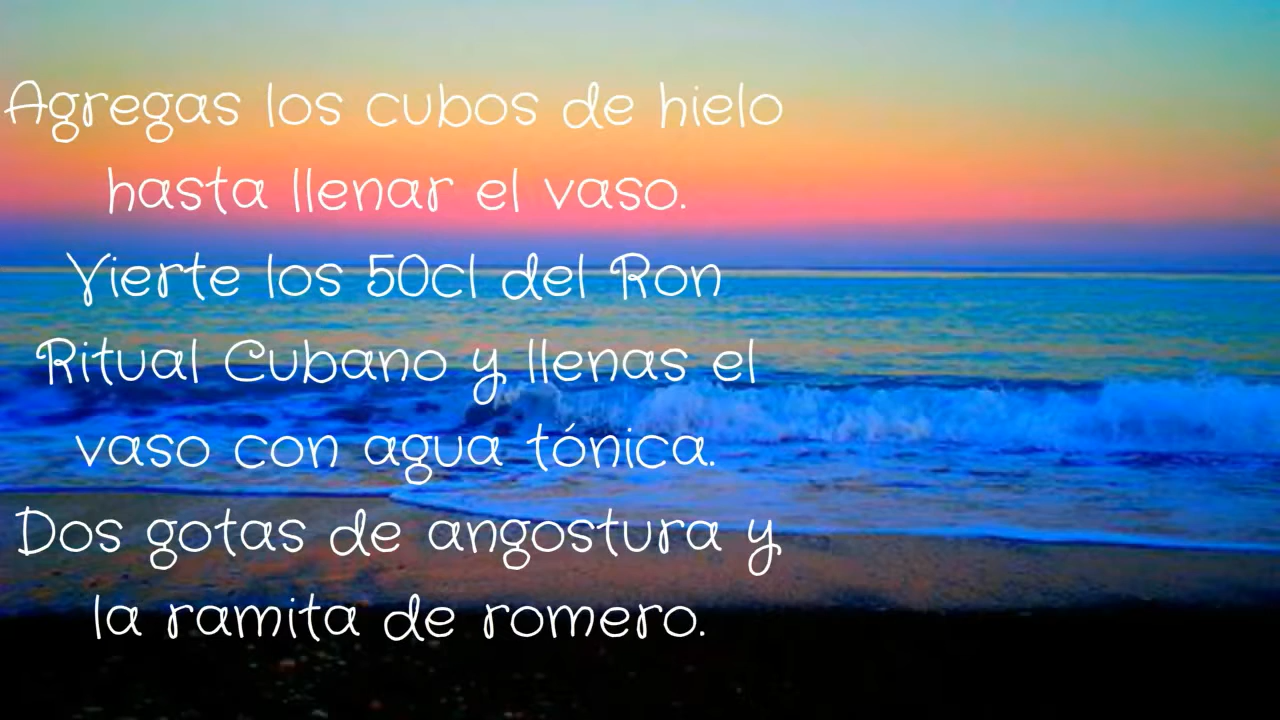 Agregas los cubos de hielo
hasta llenar el vaso.
Vierte los 50cl del Ron
Ritual Cubano y llenas el
vaso con agua tónica.
Dos gotas de angostura y
la ramita de romero.